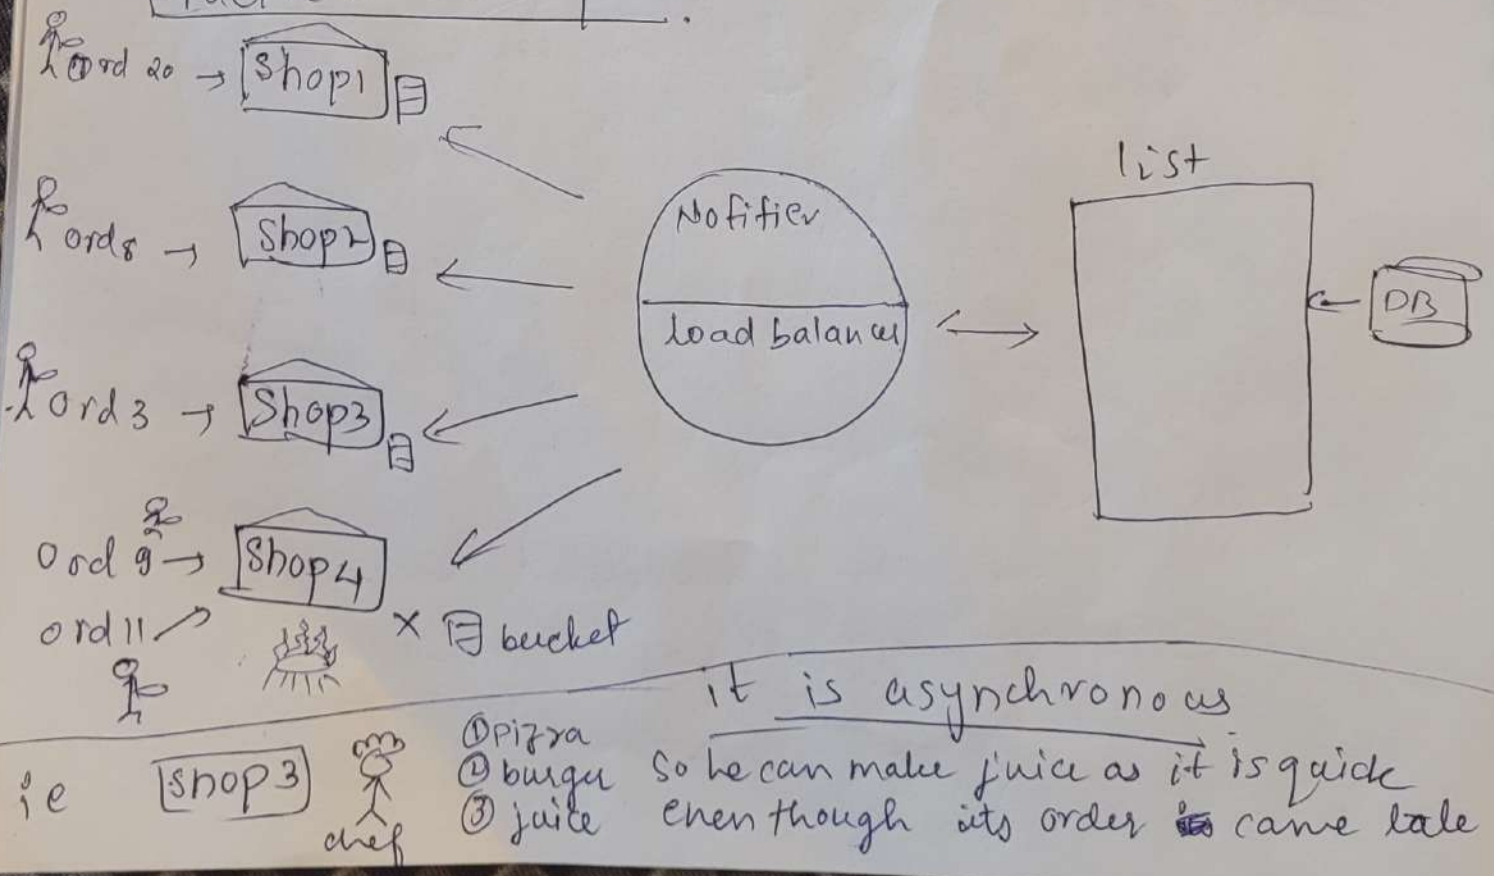 ord 20 → Shop1
list
Nofifier
ord8 → Shop2
DB
load balancer
Ord 3 → Shop3
Ord 9 → Shop4
ord 11
x bucket
it is asynchronous
① pizza
ie Shop3 ② burger so he can make juice as it is quick
③ juice even though its order came late
chef